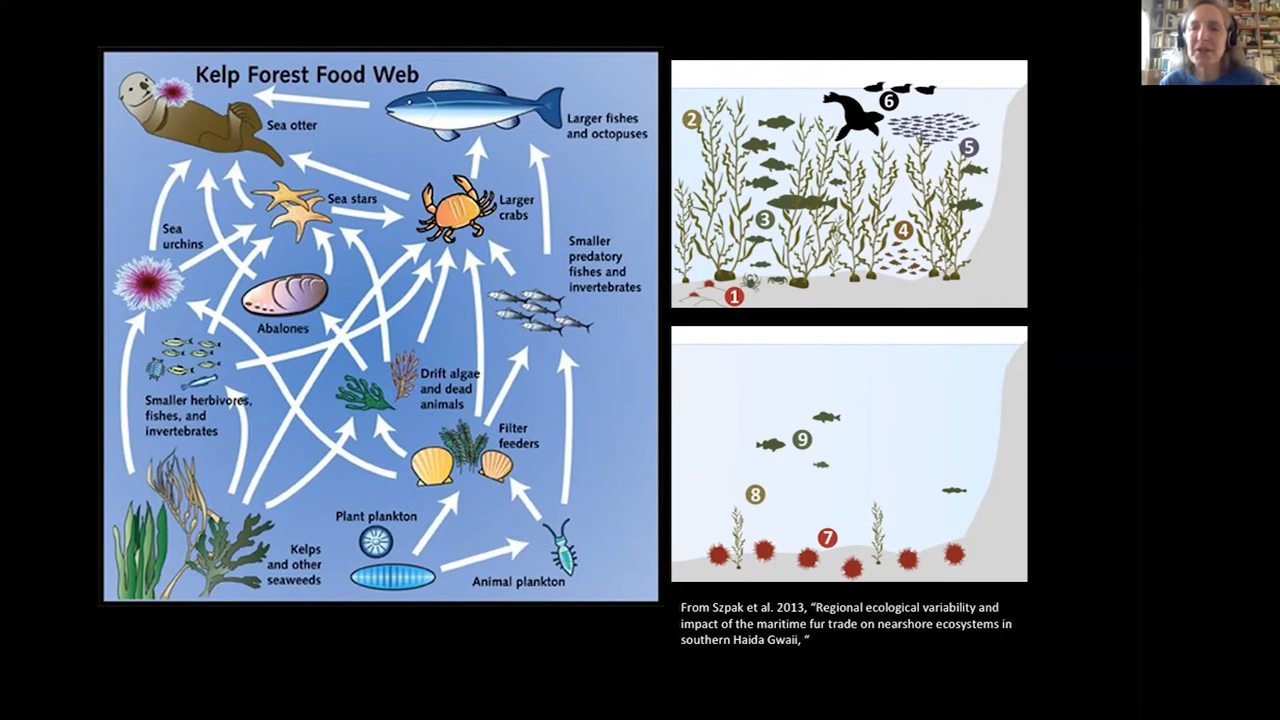 Kelp Forest Food Web
Sea otter
Larger fishes
and octopuses
Sea stars
Larger
crabs
Sea
urchins
Smaller
predatory
fishes and
invertebrates
Abalones
Drift algae
and dead
animals
Smaller herbivores,
fishes, and
invertebrates
Filter
feeders
Plant plankton
Kelps
and other
seaweeds
Animal plankton
2
6
5
3
4
1
9
8
7
From Szpak et al. 2013, “Regional ecological variability and
impact of the maritime fur trade on nearshore ecosystems in
southern Haida Gwaii, “